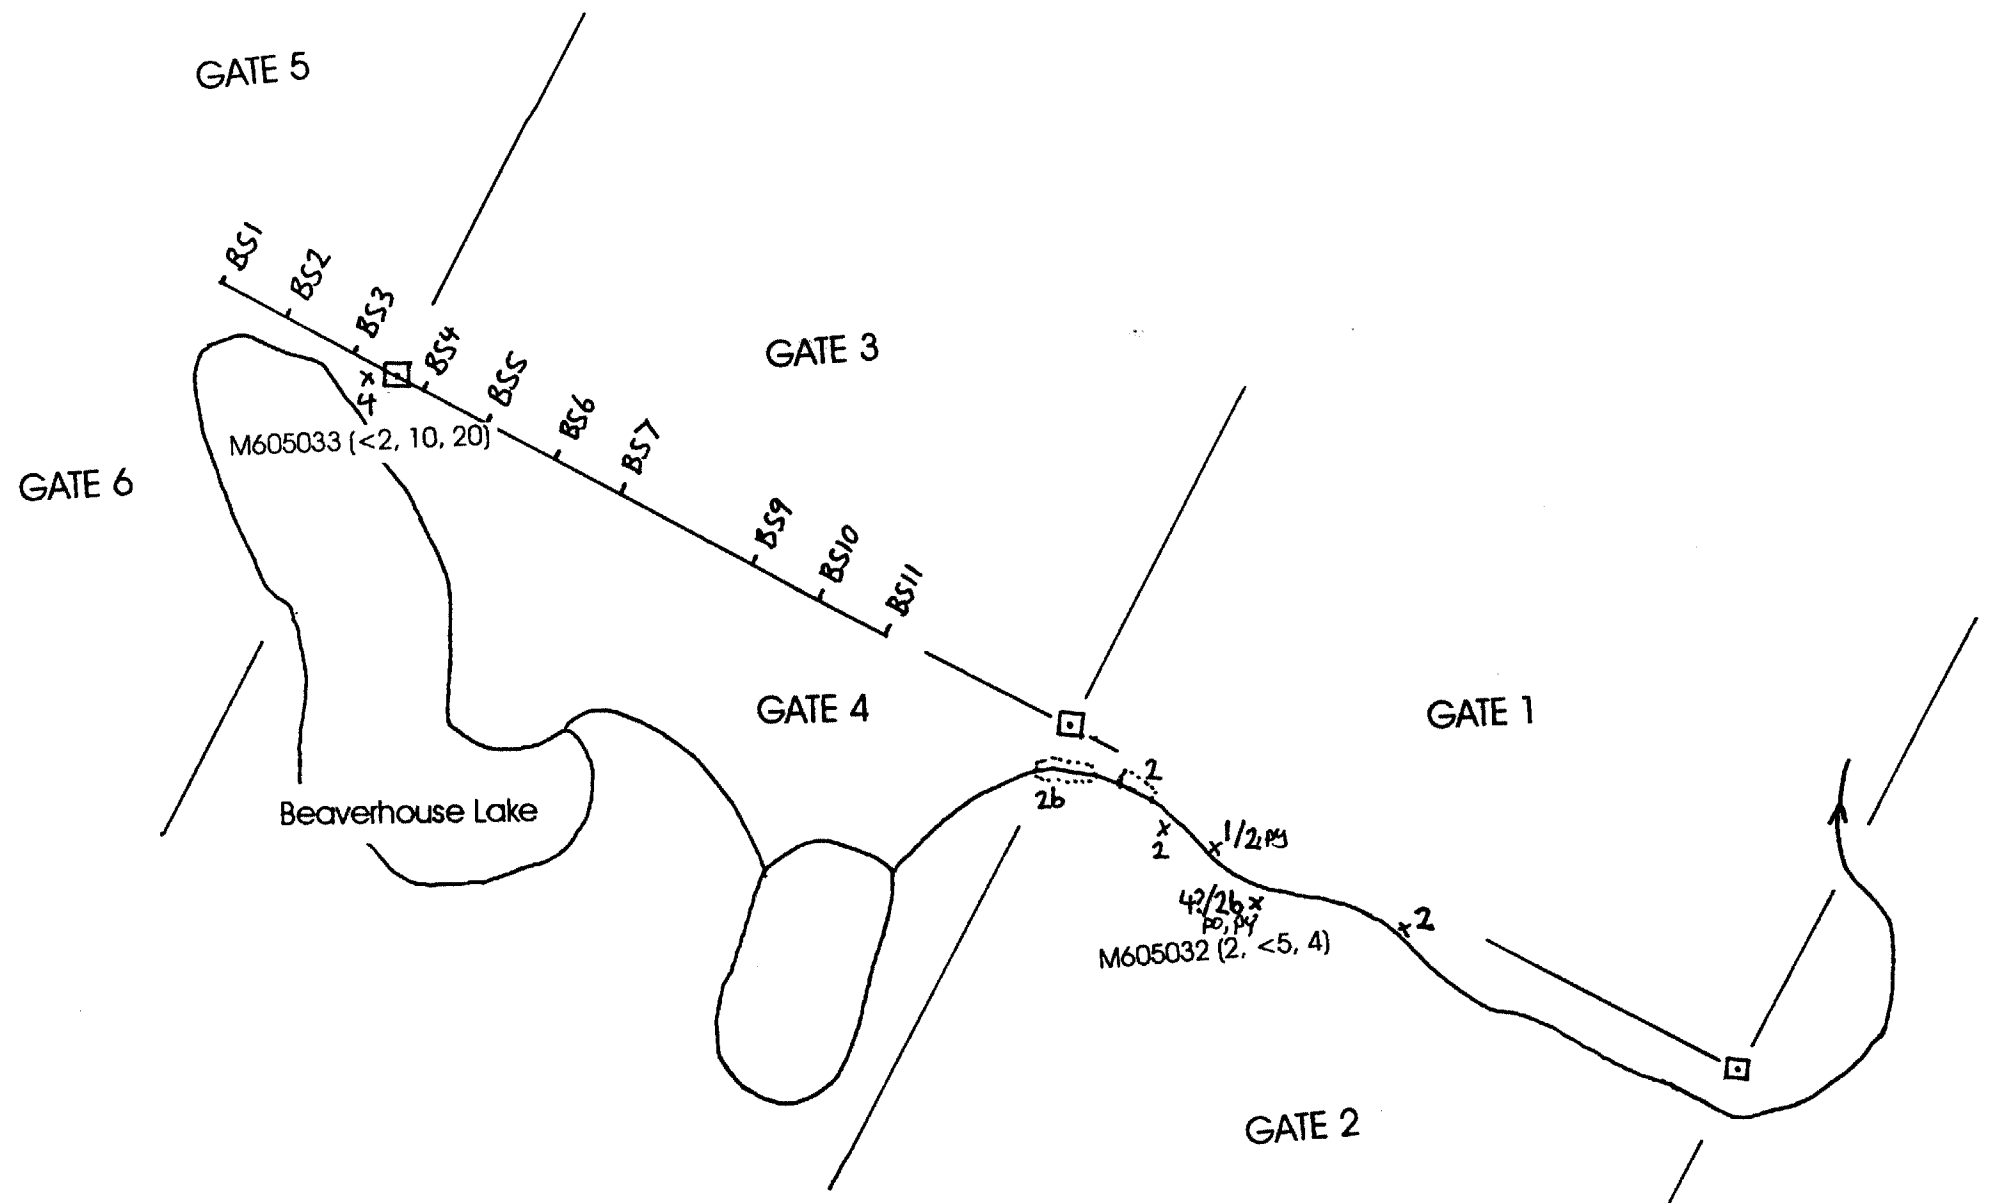 GATE 5
BS1
BS2
BS3
BS4
BS5
BS6
BS7
BS9
BS10
BS11
GATE 3
4
M605033 (<2, 10, 20)
GATE 6
GATE 4
GATE 1
2
2b
2
1/2, py
Beaverhouse Lake
4?/2b
po, py
2
M605032 (2, <5, 4)
GATE 2